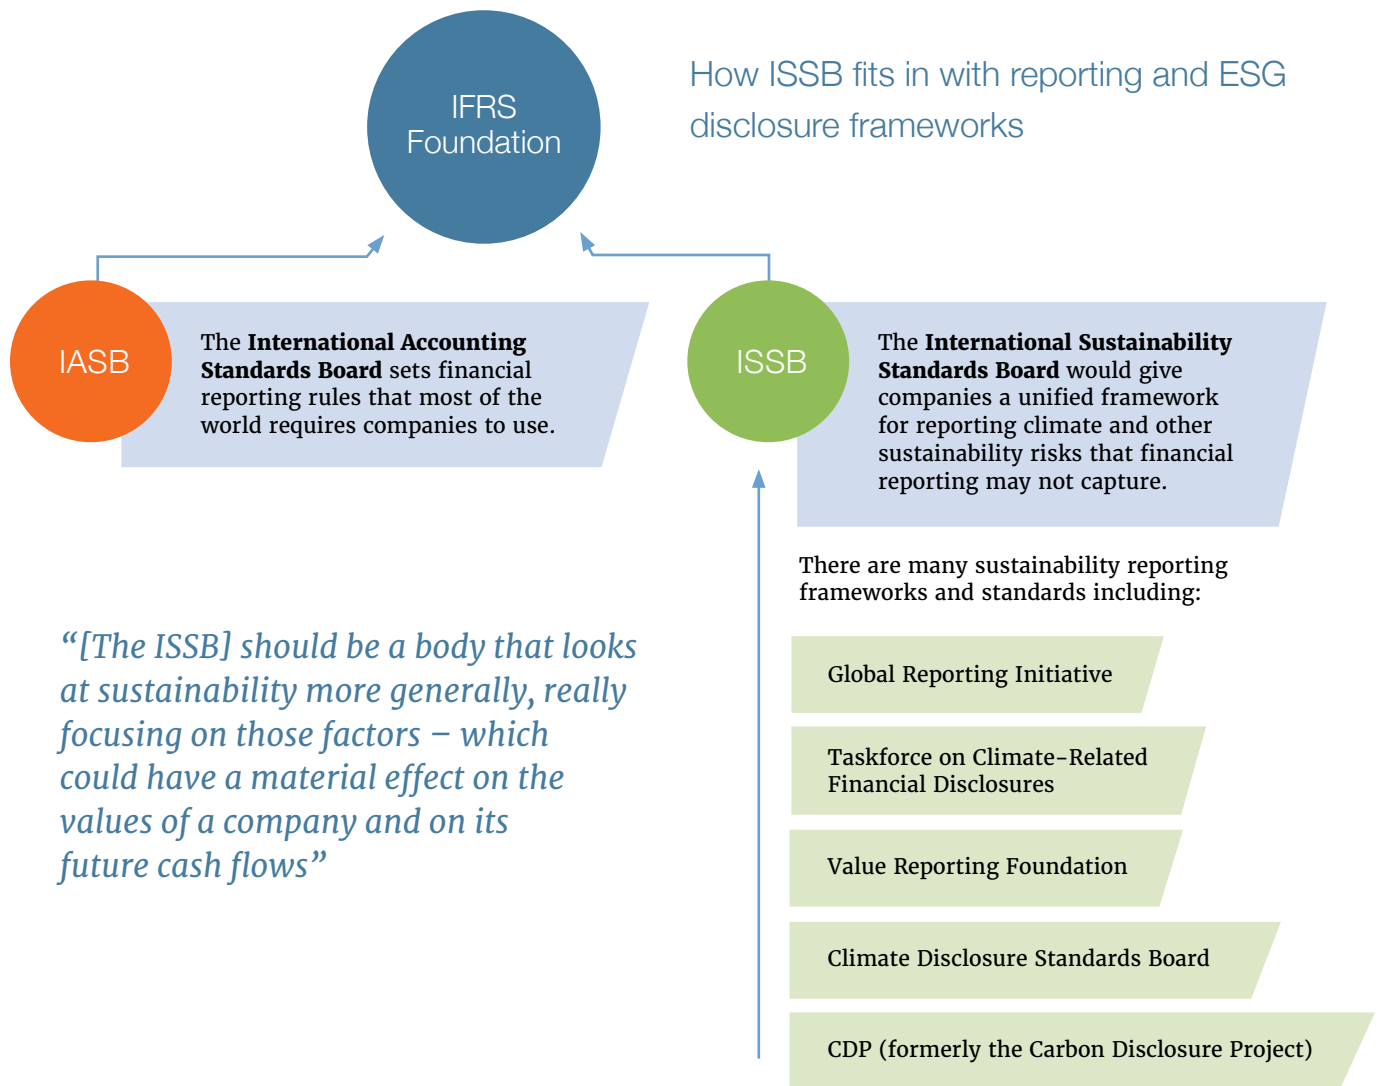 IFRS
Foundation
How ISSB fits in with reporting and ESG
disclosure frameworks
IASB
The International Accounting
Standards Board sets financial
reporting rules that most of the
world requires companies to use.
ISSB
The International Sustainability
Standards Board would give
companies a unified framework
for reporting climate and other
sustainability risks that financial
reporting may not capture.
There are many sustainability reporting
frameworks and standards including:
“[The ISSB] should be a body that looks
at sustainability more generally, really
focusing on those factors – which
could have a material effect on the
values of a company and on its
future cash flows”
Global Reporting Initiative
Taskforce on Climate-Related
Financial Disclosures
Value Reporting Foundation
Climate Disclosure Standards Board
CDP (formerly the Carbon Disclosure Project)